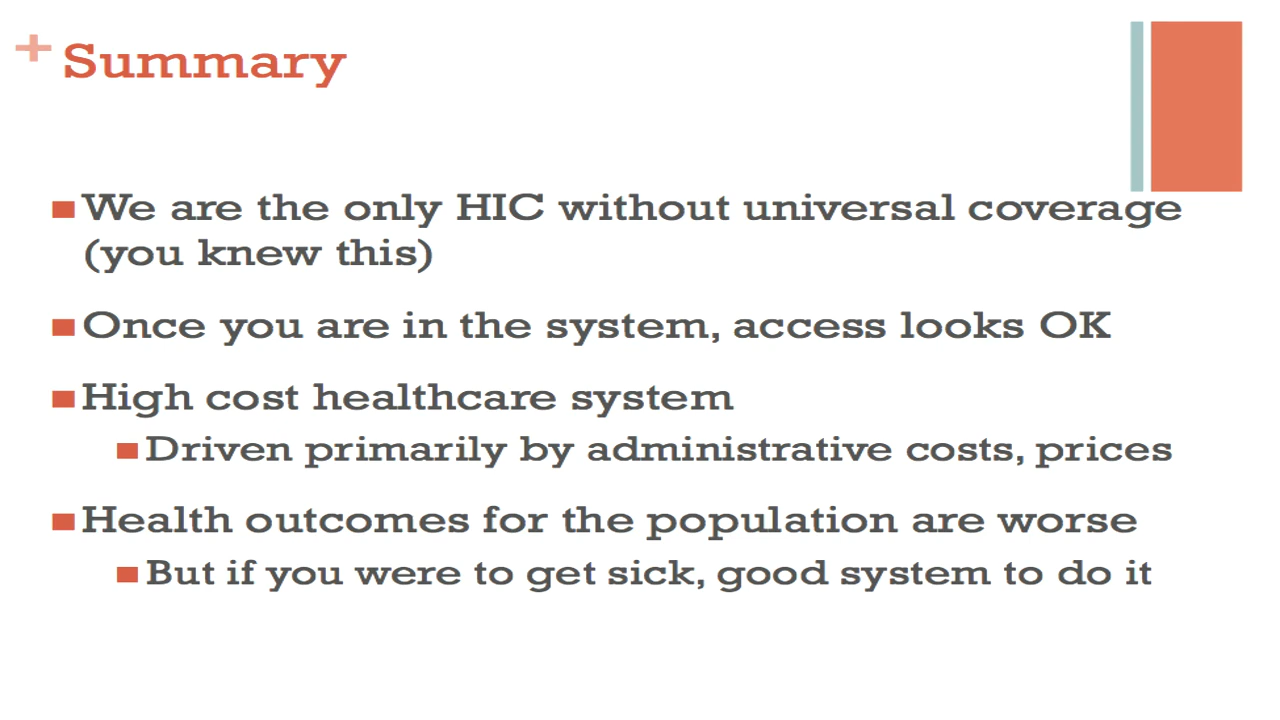 + Summary
We are the only HIC without universal coverage
(you knew this)
Once you are in the system, access looks OK
High cost healthcare system
Driven primarily by administrative costs, prices
Health outcomes for the population are worse
But if you were to get sick, good system to do it